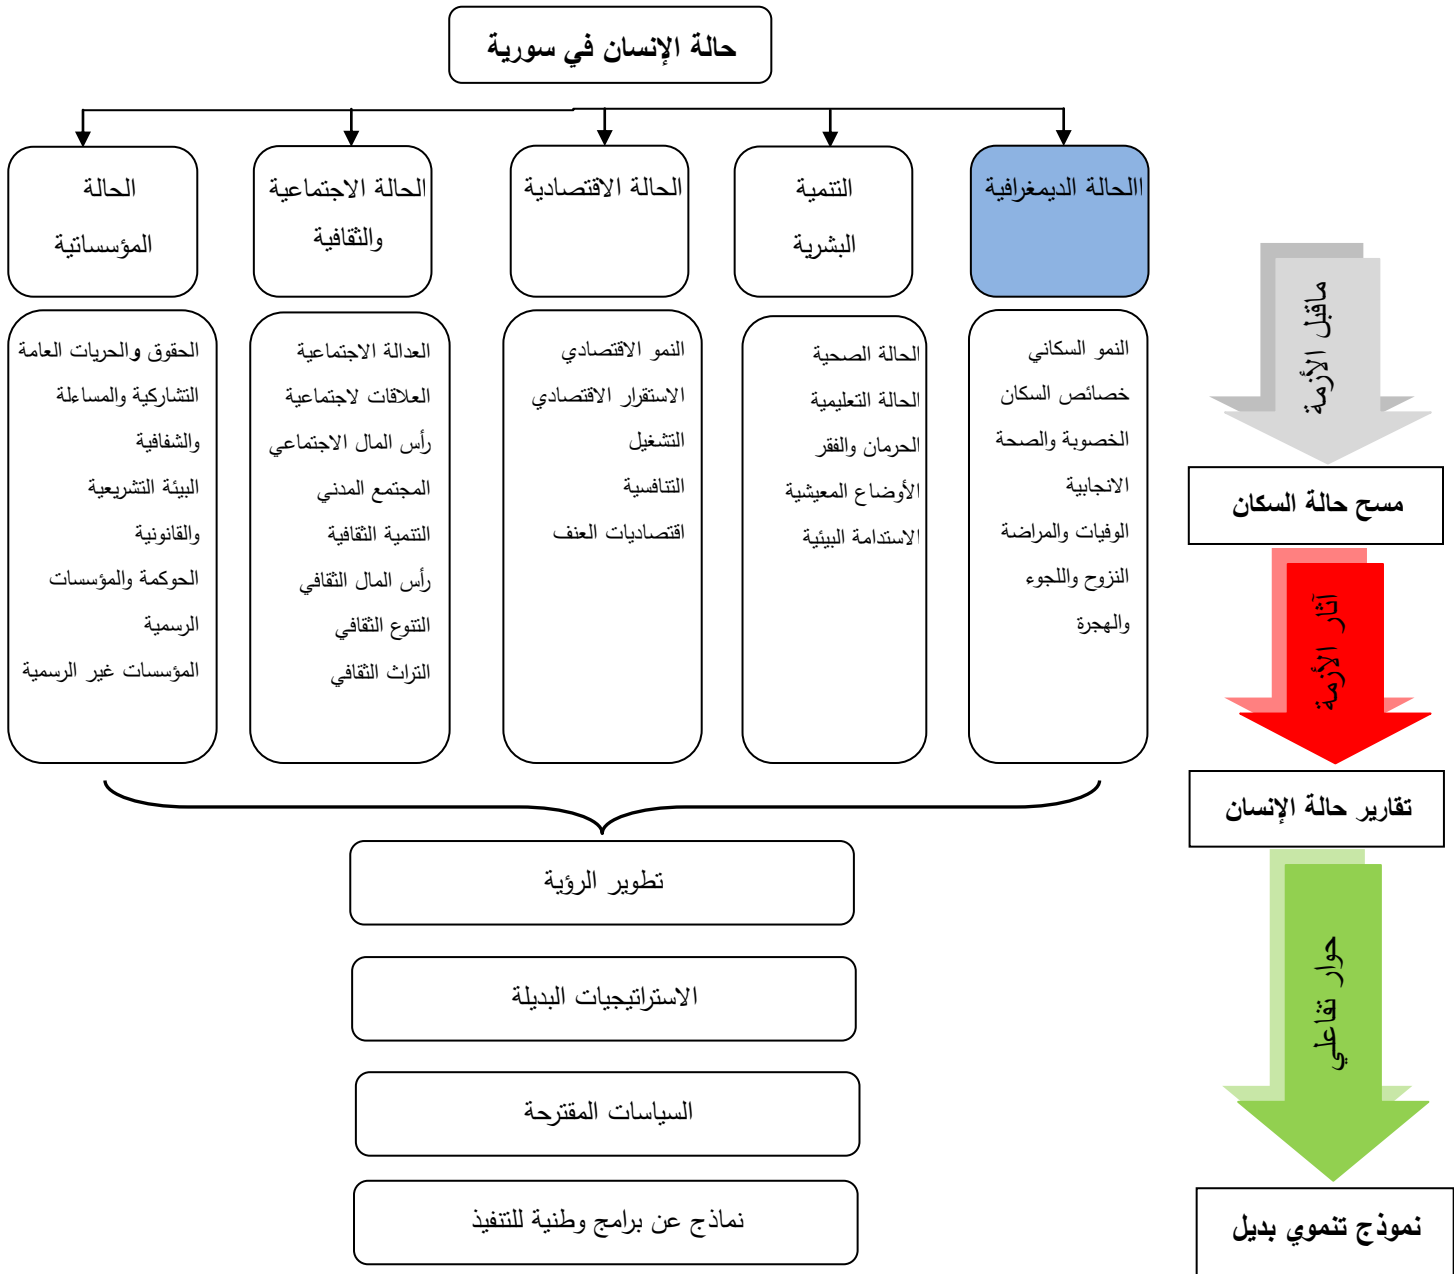 حالة الإنسان في سورية
االحالة الديمغرافية
التنمية
البشرية
الحالة الاقتصادية
الحالة الاجتماعية
والثقافية
الحالة
المؤسساتية
النمو السكاني
خصائص السكان
الخصوبة والصحة
الانجابية
الوفيات والمراضة
النزوح واللجوء
والهجرة
الحالة الصحية
الحالة التعليمية
الحرمان والفقر
الأوضاع المعيشية
الاستدامة البيئية
النمو الاقتصادي
الاستقرار الاقتصادي
التشغيل
التنافسية
اقتصاديات العنف
العدالة الاجتماعية
العلاقات لاجتماعية
رأس المال الاجتماعي
المجتمع المدني
التنمية الثقافية
رأس المال الثقافي
التنوع الثقافي
التراث الثقافي
الحقوق والحريات العامة
التشاركية والمساءلة
والشفافية
البيئة التشريعية
والقانونية
الحوكمة والمؤسسات
الرسمية
المؤسسات غير الرسمية
تطوير الرؤية
الاستراتيجيات البديلة
السياسات المقترحة
نماذج عن برامج وطنية للتنفيذ
ماقبل الأزمة
مسح حالة السكان
آثار الأزمة
تقارير حالة الإنسان
حوار تفاعلي
نموذج تنموي بديل